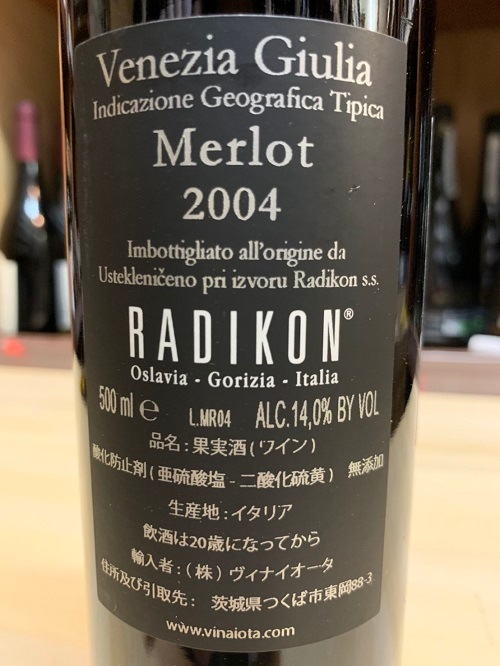 Venezia Giulia
Indicazione Geografica Tipica
Merlot
2004
Imbottigliato all'origine da
Ustekleničeno pri izvoru Radikon s.s.
RADIKON®
Oslavia - Gorizia - Italia
500 ml ℮ L.MR04 ALC.14,0% BY VOL
品名:果実酒(ワイン)
酸化防止剤(亜硫酸塩-二酸化硫黄) 無添加
生産地:イタリア
飲酒は20歳になってから
輸入者:(株)ヴィナイオータ
住所及び引取先: 茨城県つくば市東岡88-3
www.vinaiota.com